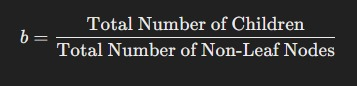 b = Total Number of Children / Total Number of Non-Leaf Nodes